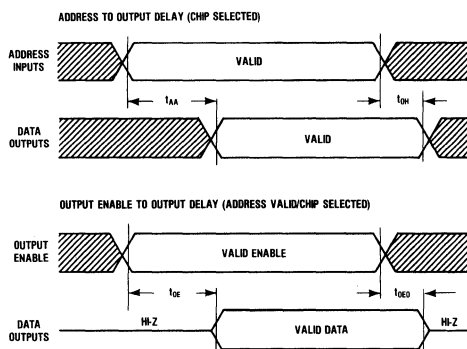 ADDRESS TO OUTPUT DELAY (CHIP SELECTED)
ADDRESS
INPUTS
VALID
tAA
tOH
DATA
OUTPUTS
VALID
OUTPUT ENABLE TO OUTPUT DELAY (ADDRESS VALID/CHIP SELECTED)
OUTPUT
ENABLE
VALID ENABLE
tOE
tOED
DATA
OUTPUTS
HI-Z
VALID DATA
HI-Z